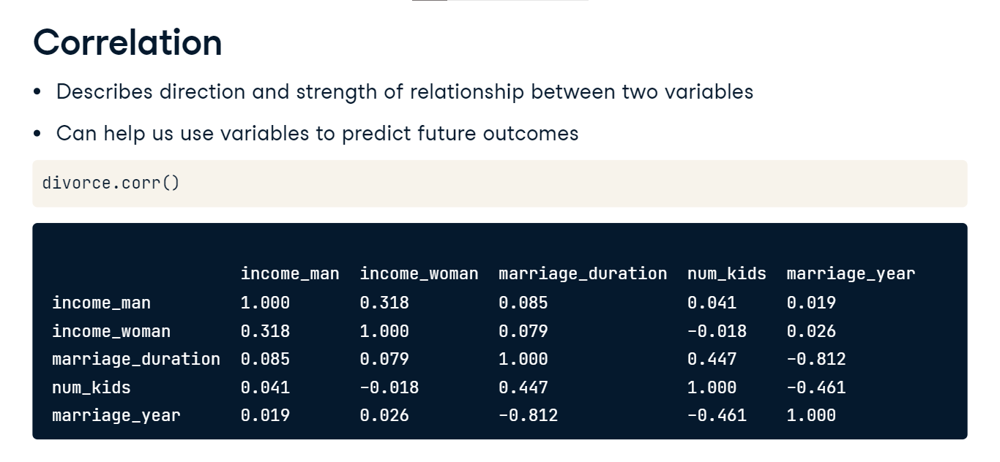 Correlation
• Describes direction and strength of relationship between two variables
• Can help us use variables to predict future outcomes
divorce.corr()
income_man income_woman marriage_duration num_kids marriage_year
income_man 1.000 0.318 0.085 0.041 0.019
income_woman 0.318 1.000 0.079 -0.018 0.026
marriage_duration 0.085 0.079 1.000 0.447 -0.812
num_kids 0.041 -0.018 0.447 1.000 -0.461
marriage_year 0.019 0.026 -0.812 -0.461 1.000